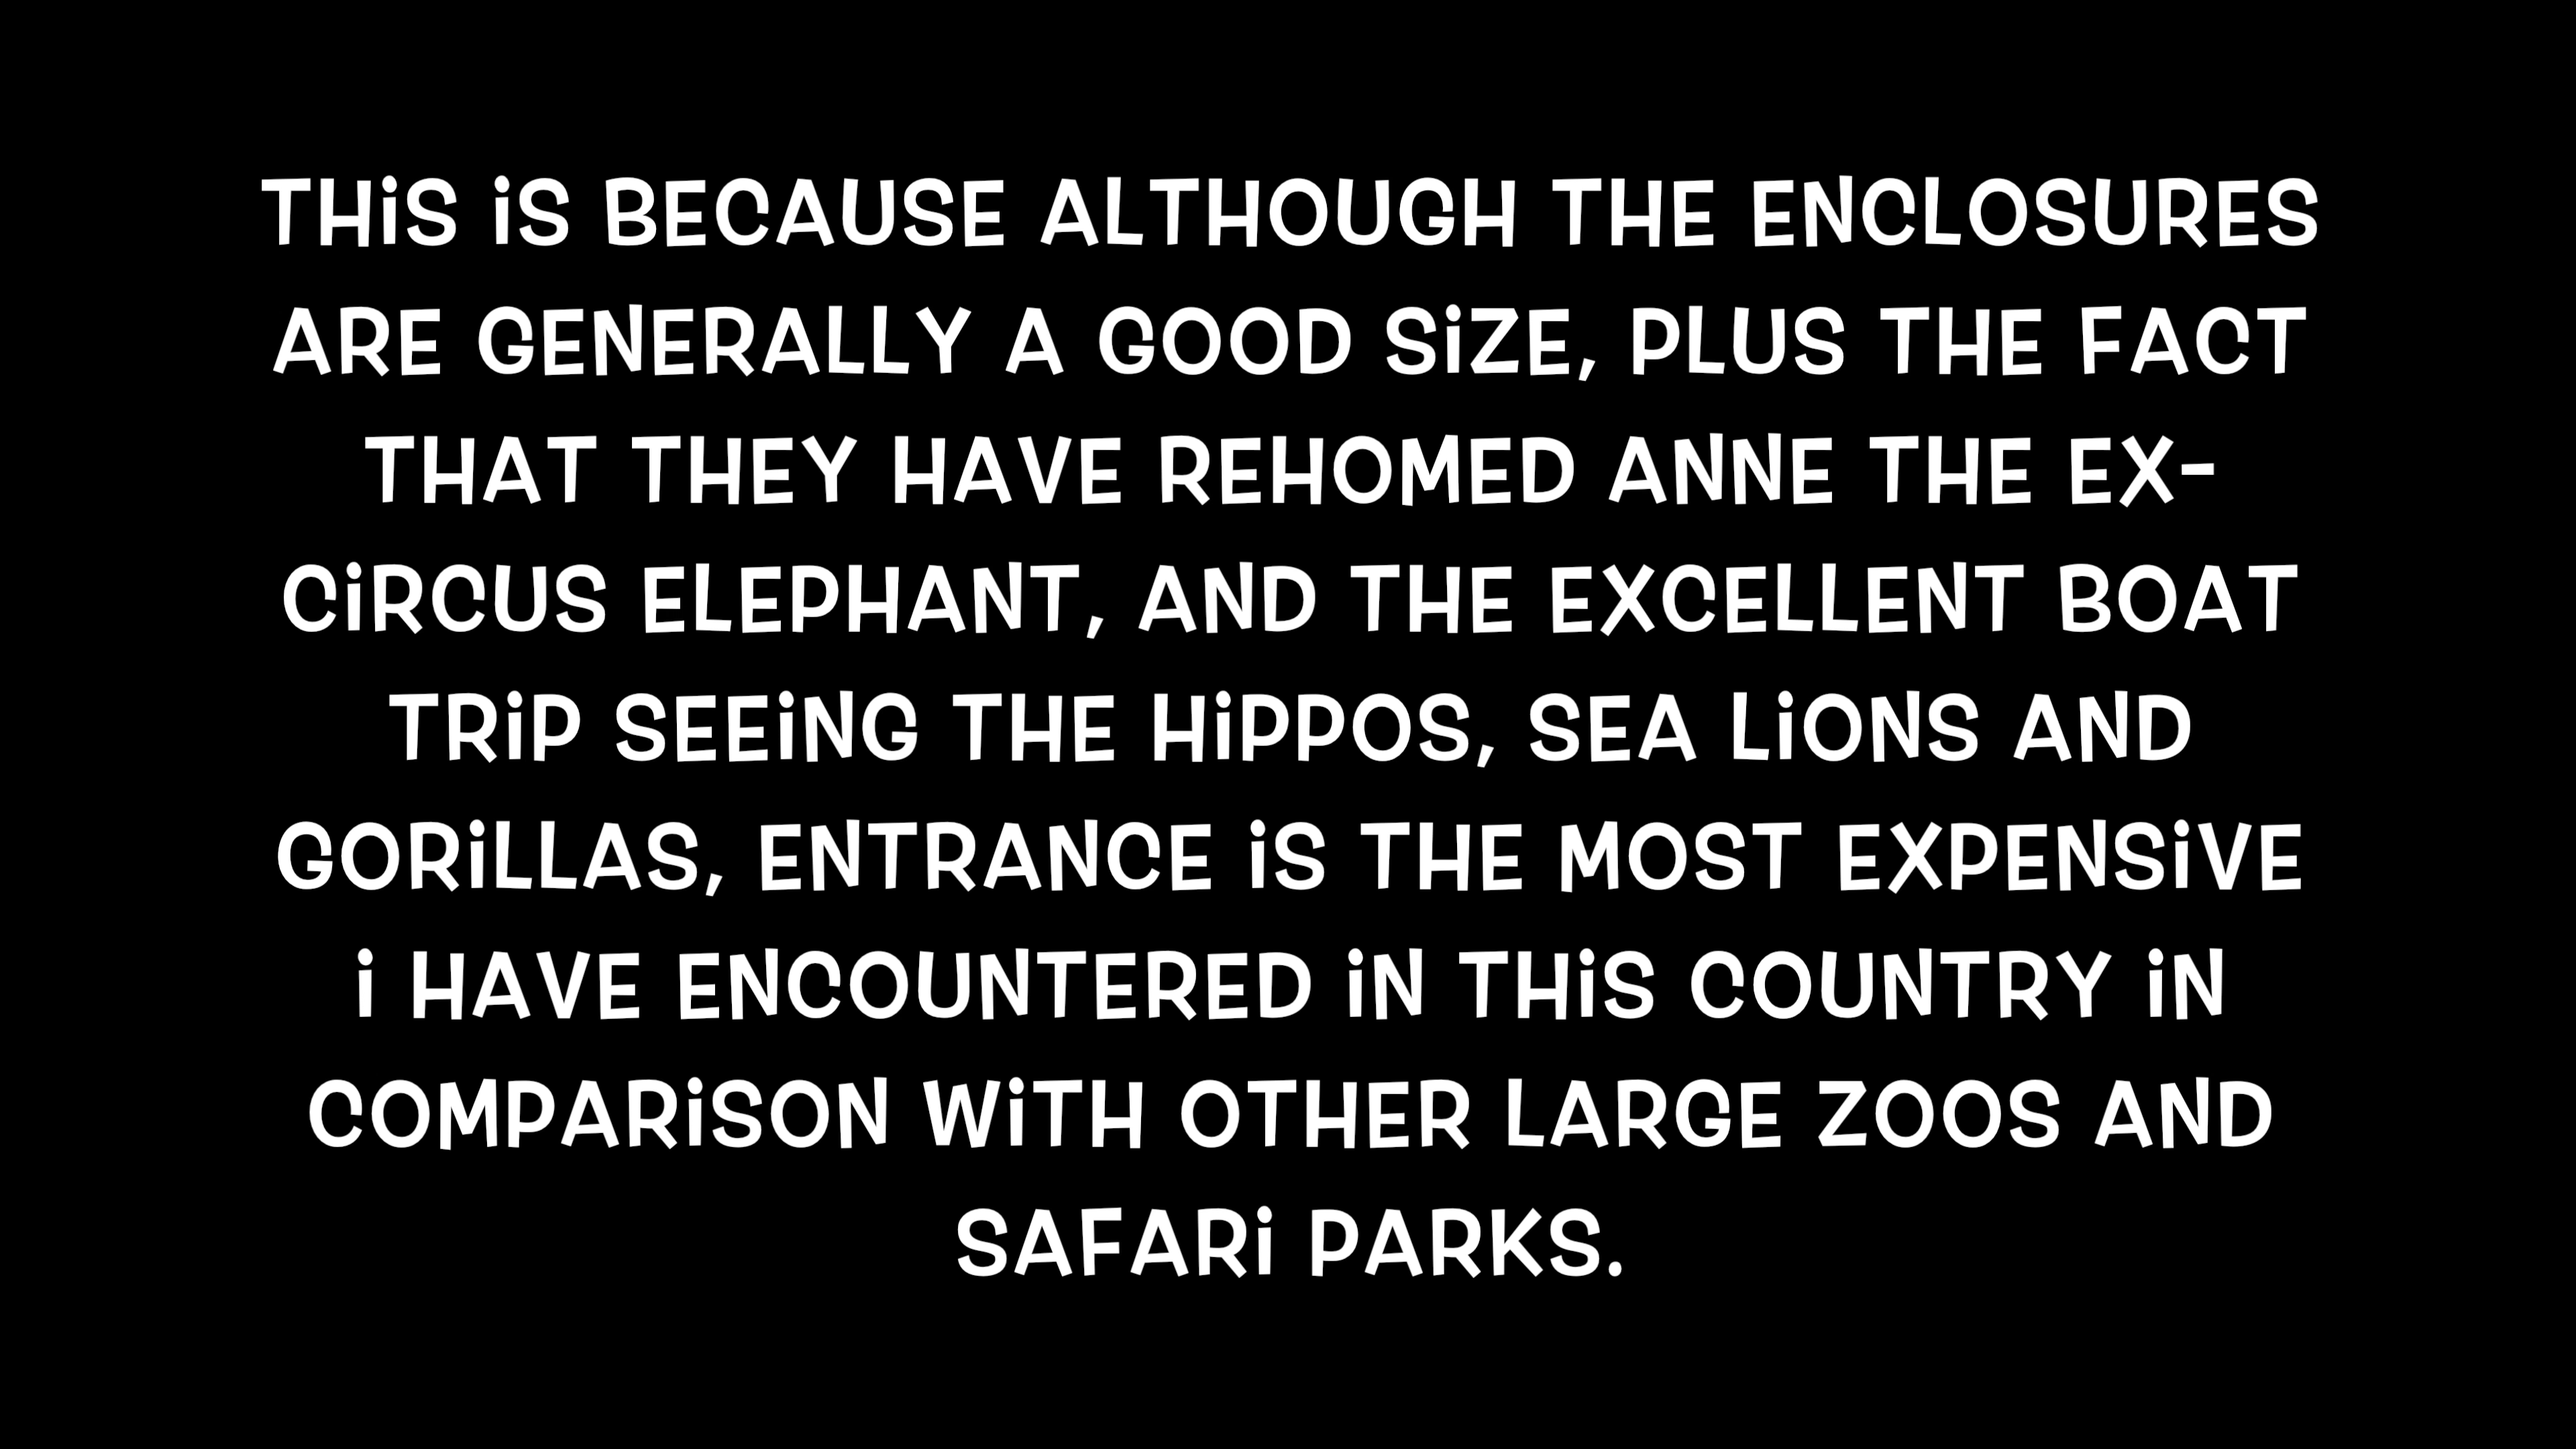 THiS iS BECAUSE ALTHOUGH THE ENCLOSURES
ARE GENERALLY A GOOD SiZE, PLUS THE FACT
THAT THEY HAVE REHOMED ANNE THE EX-
CiRCUS ELEPHANT, AND THE EXCELLENT BOAT
TRiP SEEiNG THE HiPPOS, SEA LiONS AND
GORiLLAS, ENTRANCE iS THE MOST EXPENSiVE
i HAVE ENCOUNTERED iN THiS COUNTRY iN
COMPARiSON WiTH OTHER LARGE ZOOS AND
SAFARi PARKS.